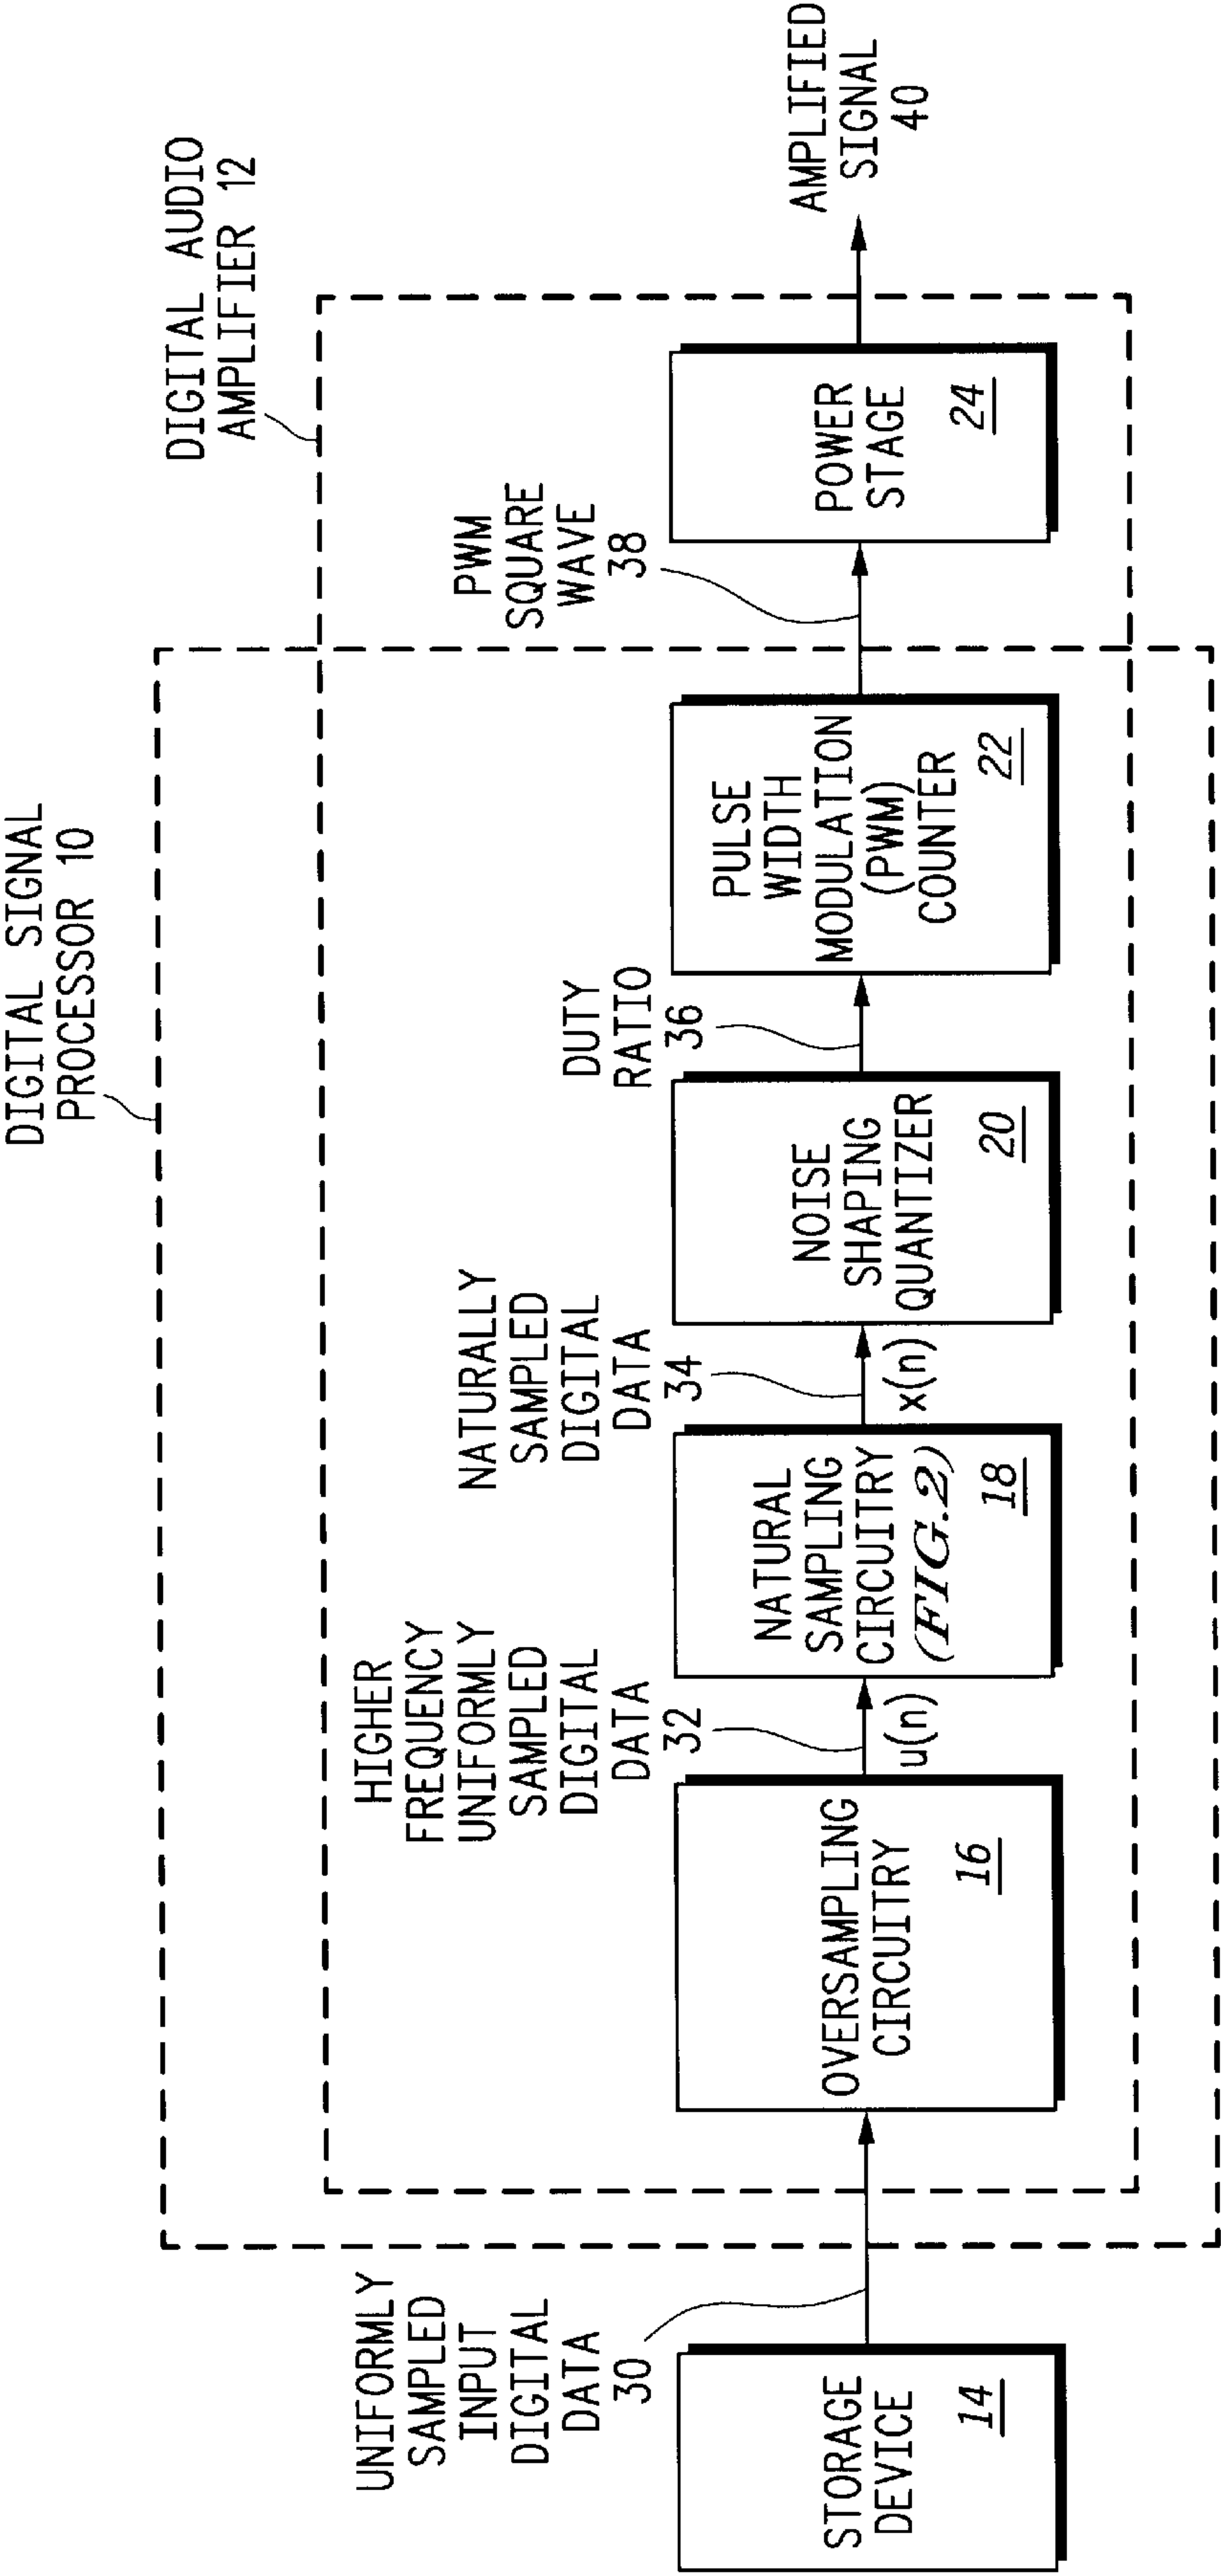 DIGITAL SIGNAL
PROCESSOR 10
DIGITAL AUDIO
AMPLIFIER 12
UNIFORMLY
SAMPLED
INPUT
DIGITAL
DATA
30
STORAGE
DEVICE
14
OVERSAMPLING
CIRCUITRY
16
HIGHER
FREQUENCY
UNIFORMLY
SAMPLED
DIGITAL
DATA
32
u(n)
NATURAL
SAMPLING
CIRCUITRY
(FIG.2)
18
NATURALLY
SAMPLED
DIGITAL
DATA
34
x(n)
NOISE
SHAPING
QUANTIZER
20
DUTY
RATIO
36
PULSE
WIDTH
MODULATION
(PWM)
COUNTER
22
PWM
SQUARE
WAVE
38
POWER
STAGE
24
AMPLIFIED
SIGNAL
40